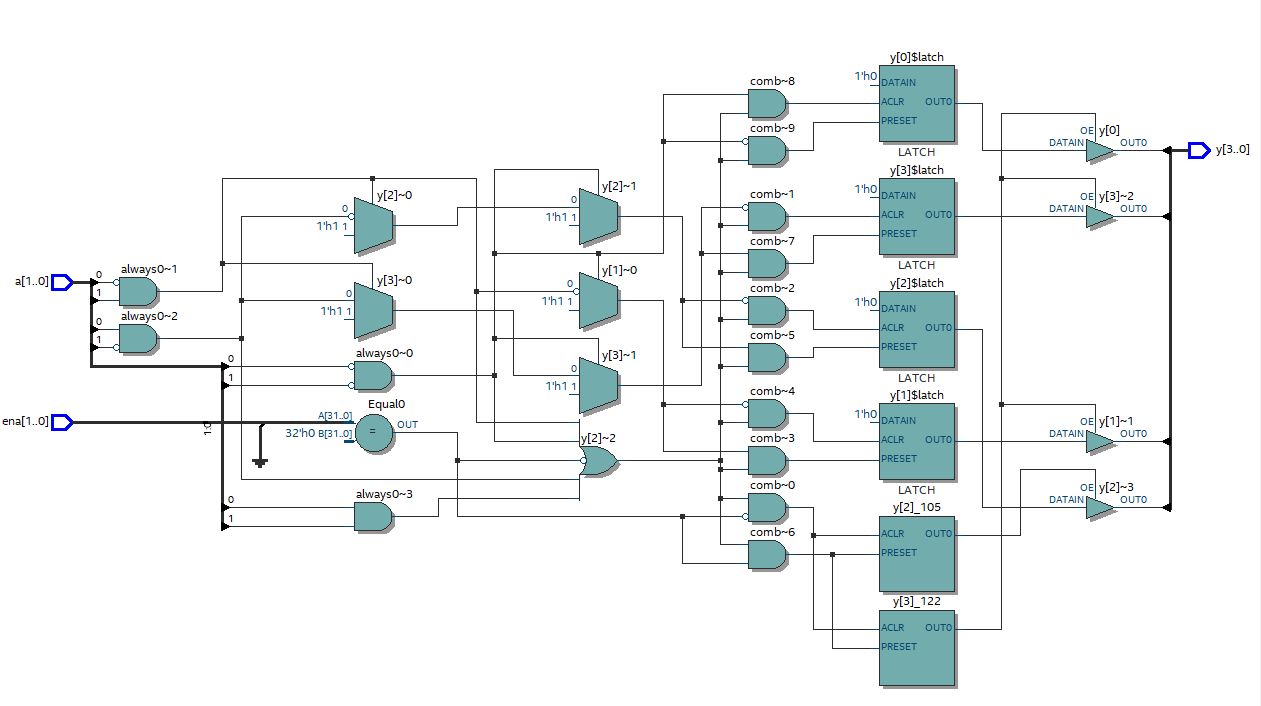 y[0]$latch
1'h0 DATAIN
ACLR OUT0
PRESET
LATCH
comb~8
comb~9
OE y[0]
DATAIN OUT0
y[3..0]
y[3]$latch
1'h0 DATAIN
ACLR OUT0
PRESET
LATCH
comb~1
comb~7
OE y[3]~2
DATAIN OUT0
y[2]~0
0
1'h1 1
y[2]~1
0
1'h1 1
a[1..0]
0 always0~1
1
0 always0~2
1
y[3]~0
0
1'h1 1
y[1]~0
0
1'h1 1
y[2]$latch
1'h0 DATAIN
ACLR OUT0
PRESET
LATCH
comb~2
comb~5
0 always0~0
1
y[3]~1
0
1'h1 1
ena[1..0]
1:0
Equal0
A[31..0]
32'h0 B[31..0]
=
OUT
y[2]~2
comb~4
comb~3
y[1]$latch
1'h0 DATAIN
ACLR OUT0
PRESET
LATCH
OE y[1]~1
DATAIN OUT0
0 always0~3
1
comb~0
comb~6
y[2]_105
ACLR OUT0
PRESET
OE y[2]~3
DATAIN OUT0
y[3]_122
ACLR OUT0
PRESET